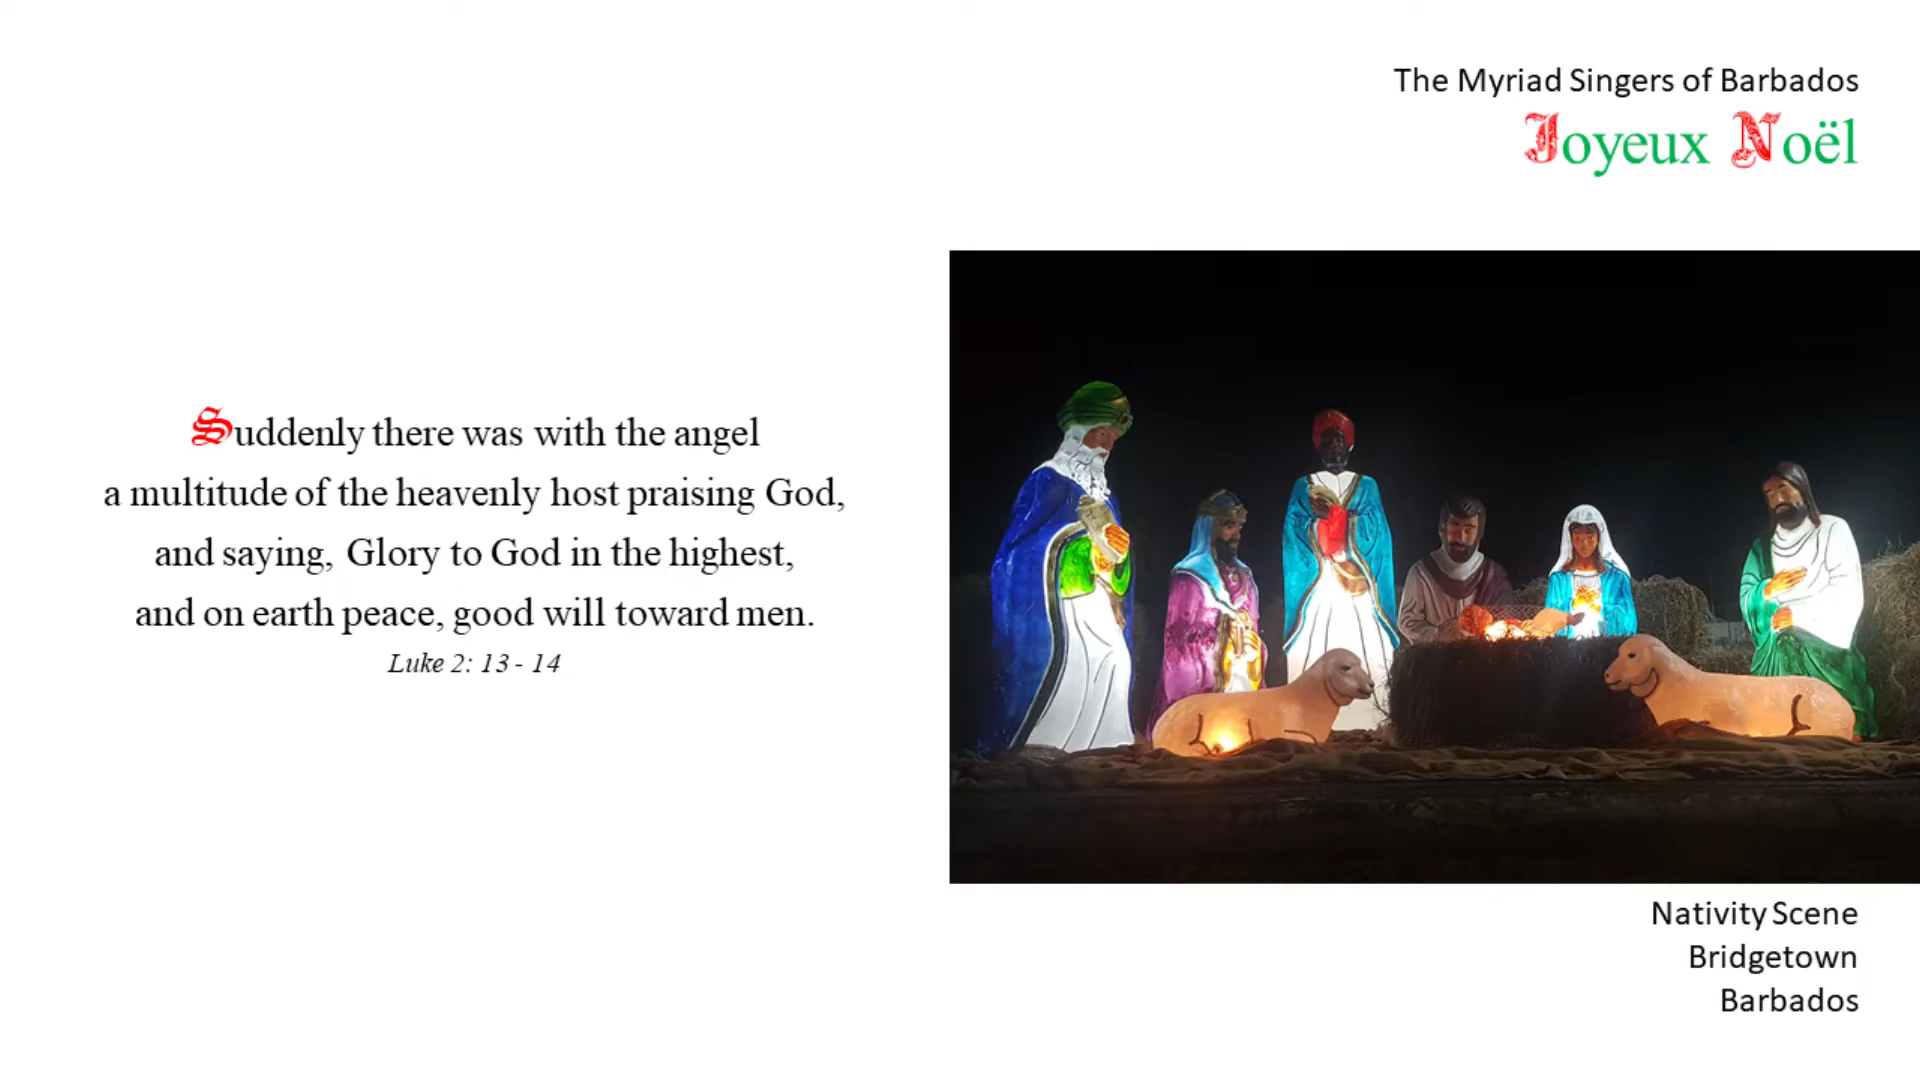 The Myriad Singers of Barbados
Joyeux Noël
Suddenly there was with the angel
a multitude of the heavenly host praising God,
and saying, Glory to God in the highest,
and on earth peace, good will toward men.
Luke 2: 13 - 14
Nativity Scene
Bridgetown
Barbados